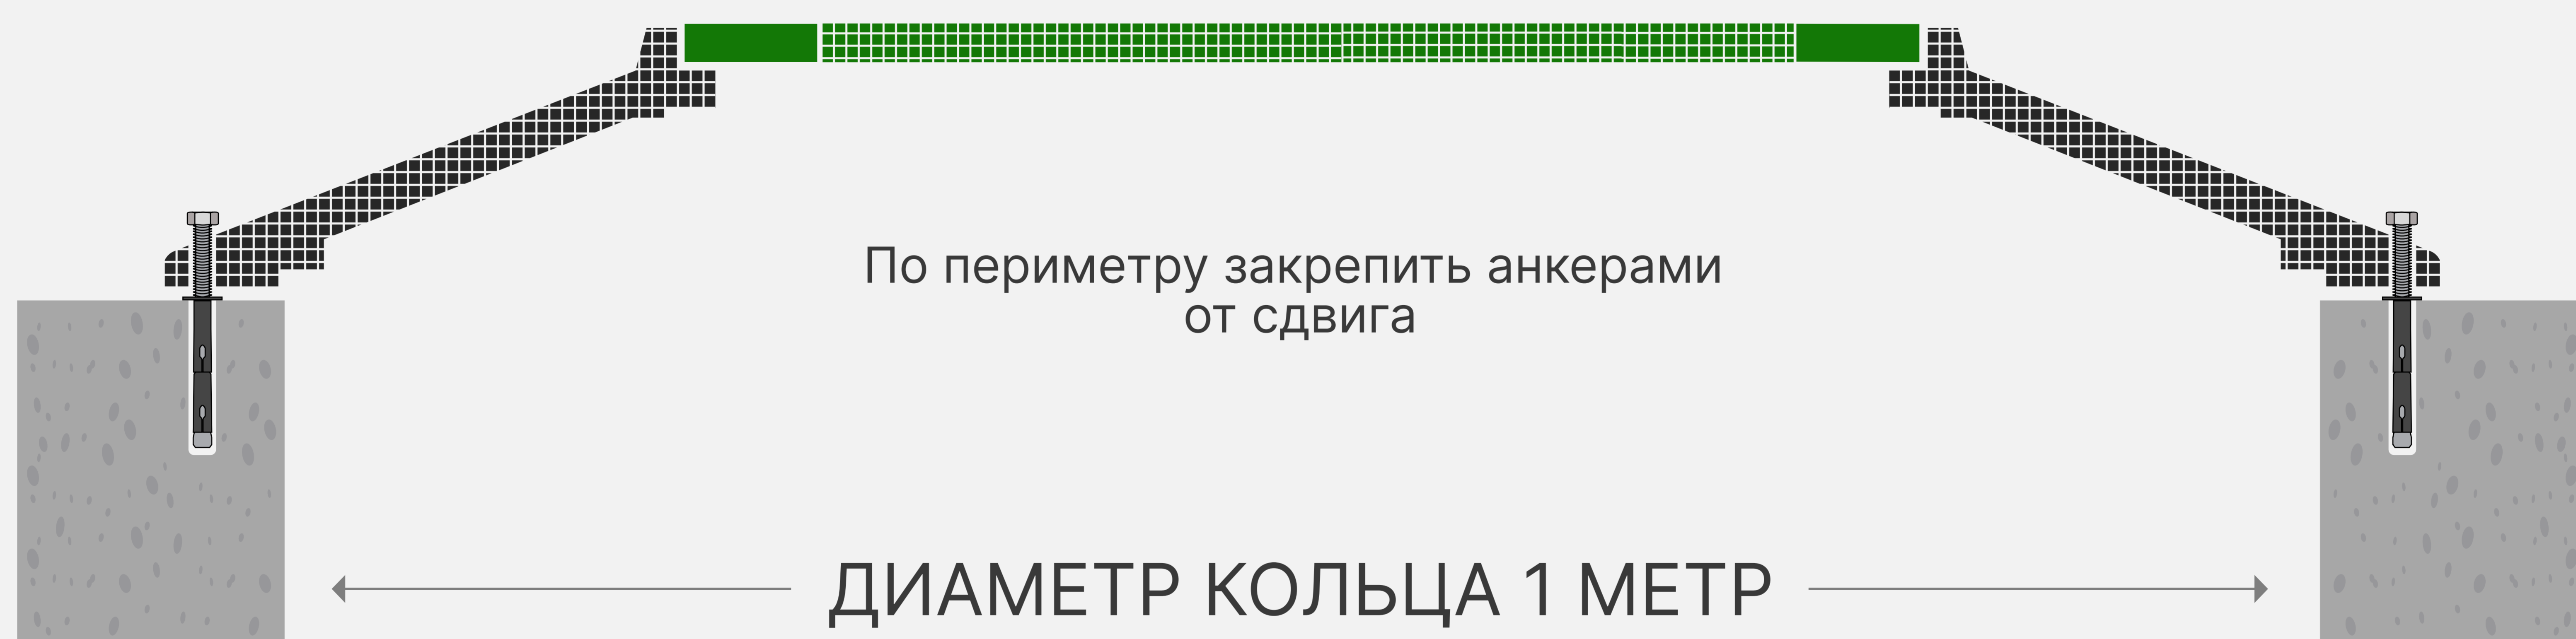 По периметру закрепить анкерами
от сдвига
ДИАМЕТР КОЛЬЦА 1 МЕТР